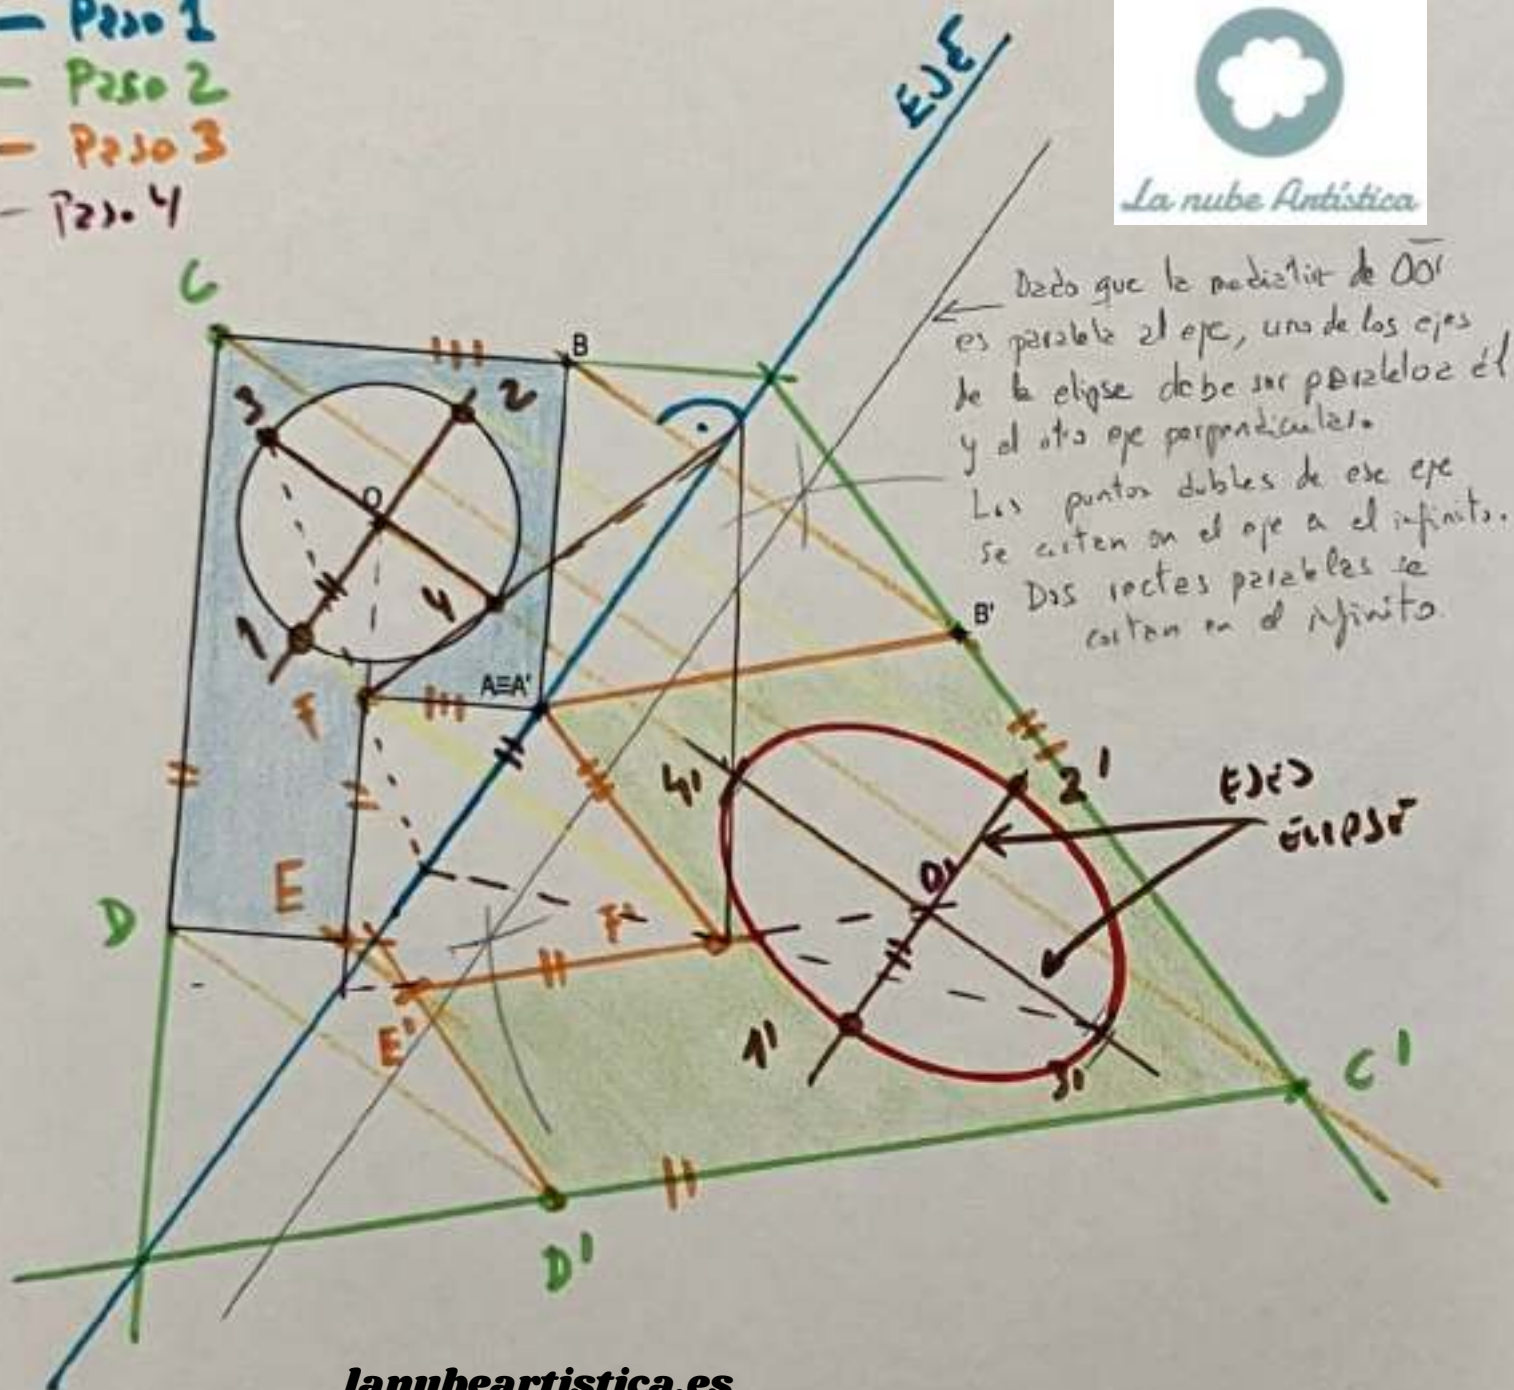 Paso 1
Paso 2
Paso 3
Paso 4
EJE
La nube Artística
Dado que la mediatriz de OO'
es paralela al eje, uno de los ejes
de la elipse debe ser paralelo a él
y el otro eje perpendicular.
Los puntos dobles de ese eje
se cortan en el eje o el infinito.
Dos rectas paralelas se
cortan en el infinito.
C
B
3
2
O
1
4
F
A≡A'
B'
4'
2'
EJES
ELIPSE
O'
D
E
F'
E'
1'
3'
C'
D'
lanubeartistica.es